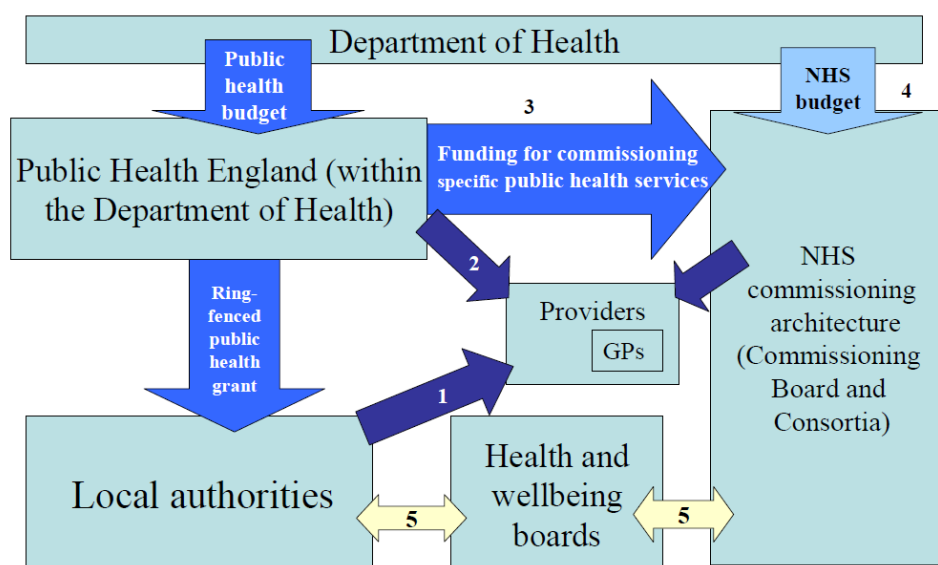 Department of Health
Public
health
budget
NHS
budget
4
3
Public Health England (within
the Department of Health)
Funding for commissioning
specific public health services
2
NHS
commissioning
architecture
(Commissioning
Board and
Consortia)
Ring-
fenced
public
health
grant
Providers
GPs
1
Local authorities
5
Health and
wellbeing
boards
5